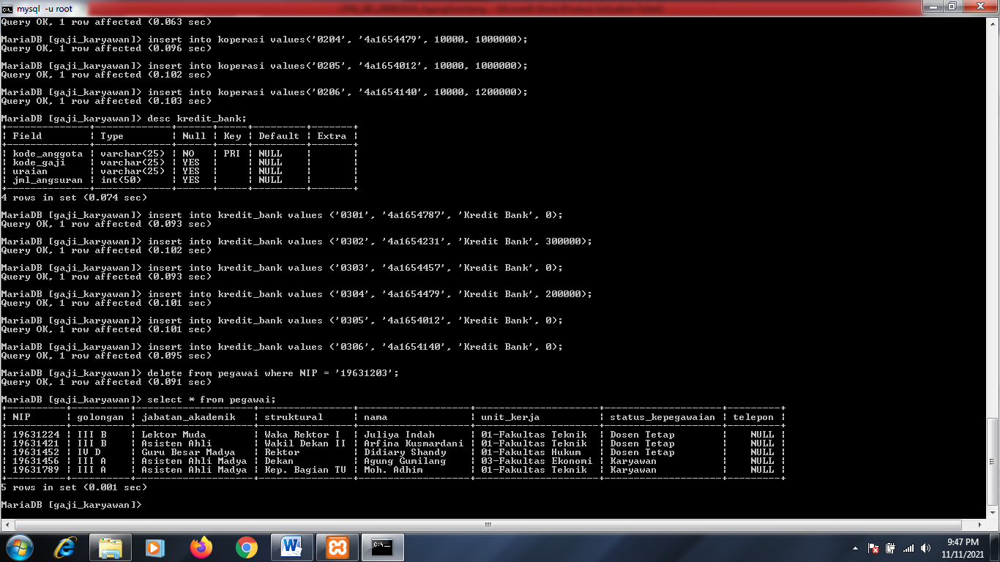 mysql -u root
Query OK, 1 row affected (0.063 sec)
MariaDB [gaji_karyawan]> insert into koperasi values('0204', '4a1654479', 10000, 1000000);
Query OK, 1 row affected (0.096 sec)
MariaDB [gaji_karyawan]> insert into koperasi values('0205', '4a1654012', 10000, 1000000);
Query OK, 1 row affected (0.102 sec)
MariaDB [gaji_karyawan]> insert into koperasi values('0206', '4a1654140', 10000, 1200000);
Query OK, 1 row affected (0.103 sec)
MariaDB [gaji_karyawan]> desc kredit_bank;
+--------------+-------------+------+-----+---------+-------+
| Field | Type | Null | Key | Default | Extra |
+--------------+-------------+------+-----+---------+-------+
| kode_anggota | varchar(25) | NO | PRI | NULL | |
| kode_gaji | varchar(25) | YES | | NULL | |
| uraian | varchar(25) | YES | | NULL | |
| jml_angsuran | int(50) | YES | | NULL | |
+--------------+-------------+------+-----+---------+-------+
4 rows in set (0.074 sec)
MariaDB [gaji_karyawan]> insert into kredit_bank values ('0301', '4a1654787', 'Kredit Bank', 0);
Query OK, 1 row affected (0.093 sec)
MariaDB [gaji_karyawan]> insert into kredit_bank values ('0302', '4a1654231', 'Kredit Bank', 300000);
Query OK, 1 row affected (0.102 sec)
MariaDB [gaji_karyawan]> insert into kredit_bank values ('0303', '4a1654457', 'Kredit Bank', 0);
Query OK, 1 row affected (0.093 sec)
MariaDB [gaji_karyawan]> insert into kredit_bank values ('0304', '4a1654479', 'Kredit Bank', 200000);
Query OK, 1 row affected (0.101 sec)
MariaDB [gaji_karyawan]> insert into kredit_bank values ('0305', '4a1654012', 'Kredit Bank', 0);
Query OK, 1 row affected (0.101 sec)
MariaDB [gaji_karyawan]> insert into kredit_bank values ('0306', '4a1654140', 'Kredit Bank', 0);
Query OK, 1 row affected (0.095 sec)
MariaDB [gaji_karyawan]> delete from pegawai where NIP = '19631203';
Query OK, 1 row affected (0.091 sec)
MariaDB [gaji_karyawan]> select * from pegawai;
+----------+----------+--------------------+----------------+-------------------+---------------------+--------------------+---------+
| NIP | golongan | jabatan_akademik | struktural | nama | unit_kerja | status_kepegawaian | telepon |
+----------+----------+--------------------+----------------+-------------------+---------------------+--------------------+---------+
| 19631224 | III B | Lektor Muda | Waka Rektor I | Juliya Indah | 01-Fakultas Teknik | Dosen Tetap | NULL |
| 19631421 | III B | Asisten Ahli | Wakil Dekan II | Arfina Kusmardani | 01-Fakultas Teknik | Dosen Tetap | NULL |
| 19631452 | IV D | Guru Besar Madya | Rektor | Didiary Shandy | 01-Fakultas Hukum | Dosen Tetap | NULL |
| 19631456 | III A | Asisten Ahli Madya | Dekan | Agung Gumilang | 03-Fakultas Ekonomi | Karyawan | NULL |
| 19631789 | III A | Asisten Ahli Madya | Kep. Bagian TU | Moh. Adhim | 01-Fakultas Teknik | Karyawan | NULL |
+----------+----------+--------------------+----------------+-------------------+---------------------+--------------------+---------+
5 rows in set (0.001 sec)
MariaDB [gaji_karyawan]>
9:47 PM
11/11/2021